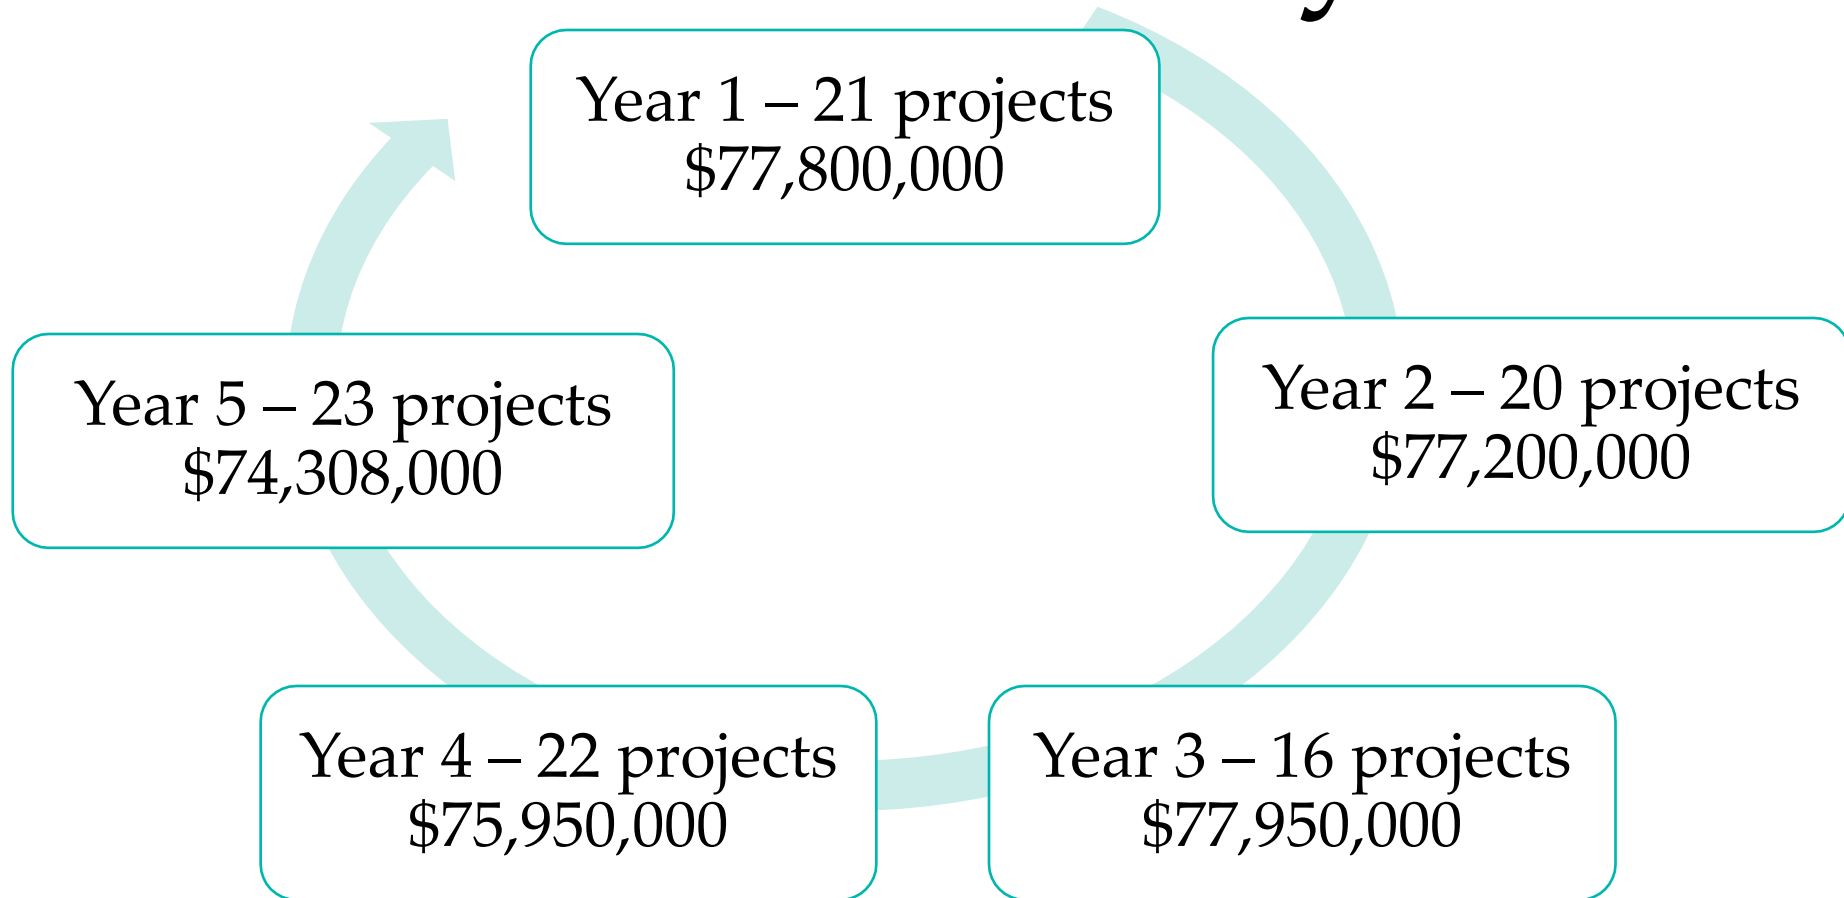 Year 1 – 21 projects
$77,800,000
Year 2 – 20 projects
$77,200,000
Year 3 – 16 projects
$77,950,000
Year 4 – 22 projects
$75,950,000
Year 5 – 23 projects
$74,308,000